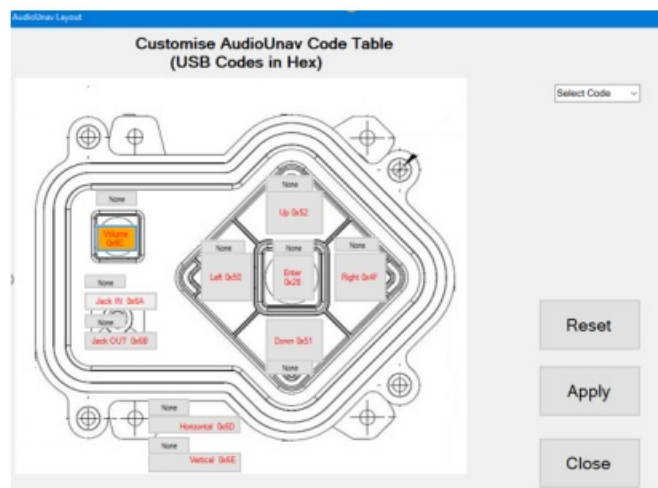 AudioUnav Layout
Customise AudioUnav Code Table
(USB Codes in Hex)
Select Code
None
None
Up 0x52
Volume
0x6C
None
None
None
Left 0x50
Enter
0x28
Right 0x4F
None
Jack IN 0x6A
None
Jack OUT 0x6B
Down 0x51
None
Reset
Apply
None
Horizontal 0x6D
None
Vertical 0x6E
Close